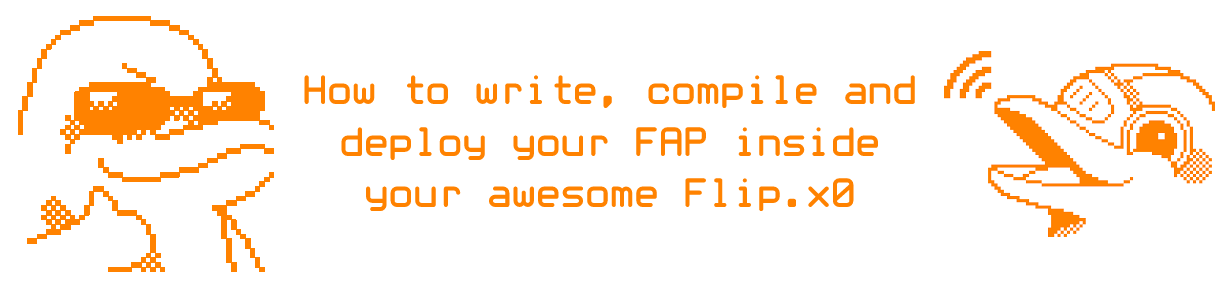 How to write, compile and
deploy your FAP inside
your awesome Flip.x0